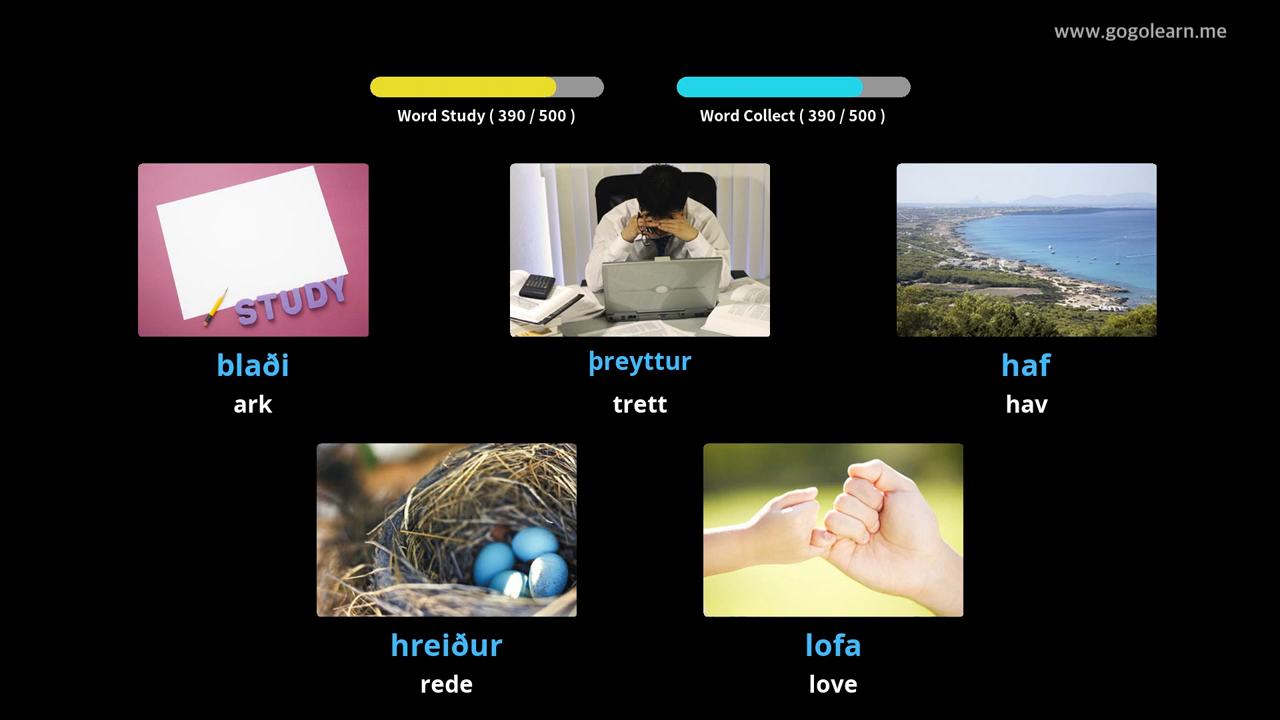 www.gogolearn.me
Word Study ( 390 / 500 )
Word Collect ( 390 / 500 )
STUDY
blaði
þreyttur
haf
ark
trett
hav
hreiður
lofa
rede
love